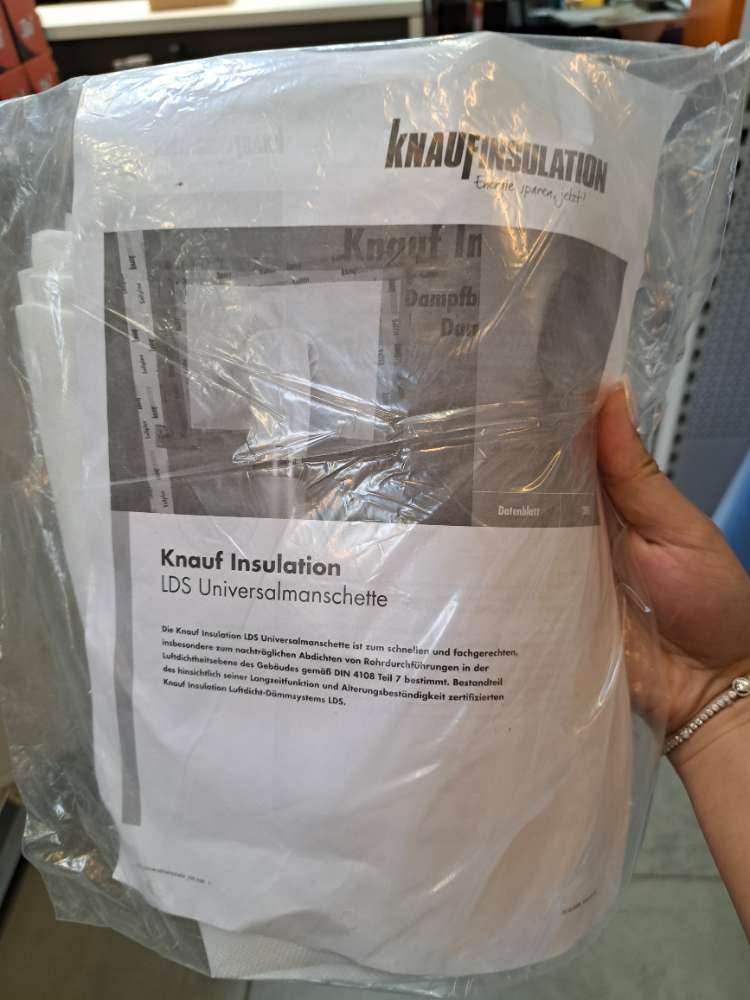 KNAUFINSULATION
Energie sparen, jetzt!
Knauf In
Dampfb
Dam
Datenblatt
Knauf Insulation
LDS Universalmanschette
Die Knauf Insulation LDS Universalmanschette ist zum schnellen und fachgerechten,
insbesondere zum nachträglichen Abdichten von Rohrdurchführungen in der
Luftdichtheitsebene des Gebäudes gemäß DIN 4108 Teil 7 bestimmt. Bestandteil
des hinsichtlich seiner Langzeitfunktion und Alterungsbeständigkeit zertifizierten
Knauf Insulation Luftdicht-Dämmsystems LDS.